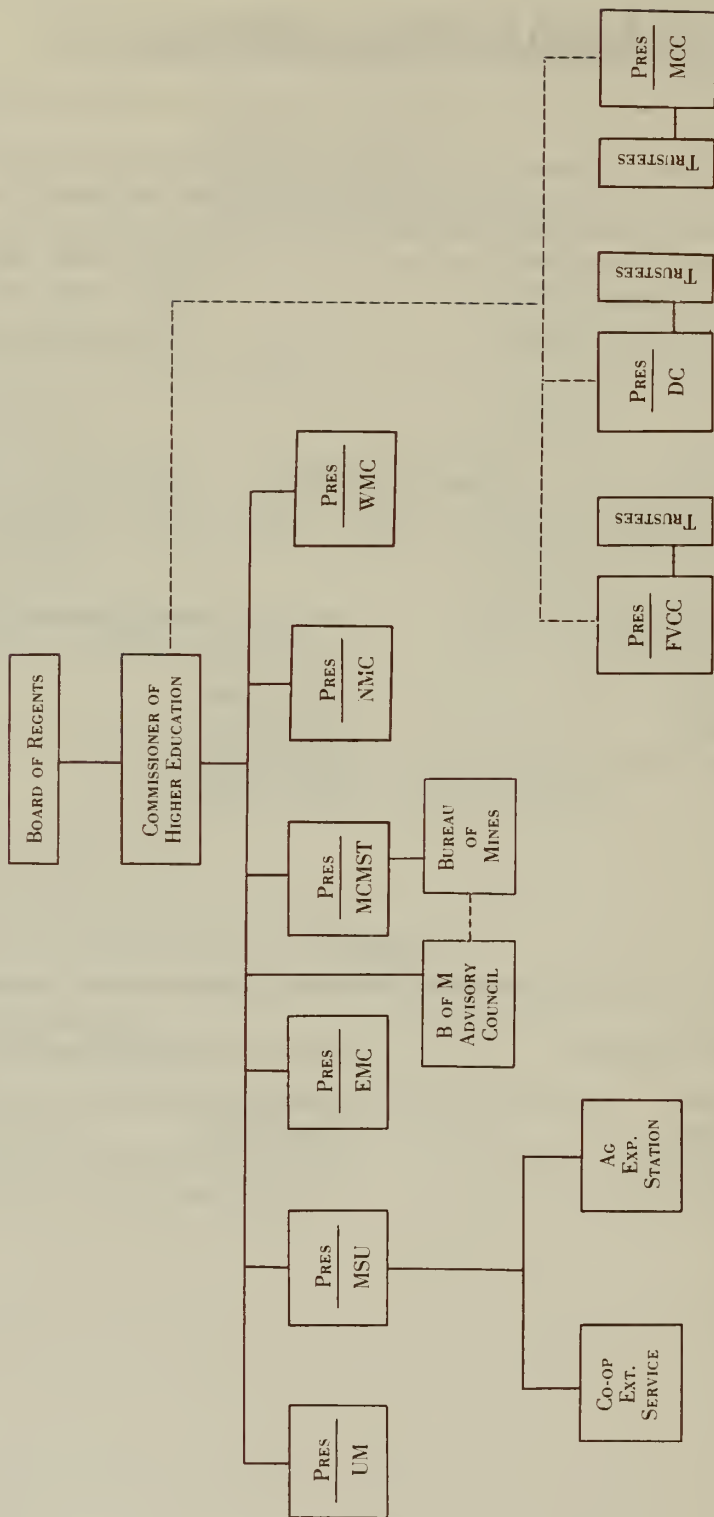 BOARD OF REGENTS
COMMISSIONER OF
HIGHER EDUCATION
PRES
UM
PRES
MSU
PRES
EMC
PRES
MCMST
PRES
NMC
PRES
WMC
B OF M
ADVISORY
COUNCIL
BUREAU
OF
MINES
CO-OP
EXT.
SERVICE
AG
EXP.
STATION
PRES
FVCC
TRUSTEES
PRES
DC
TRUSTEES
TRUSTEES
PRES
MCC